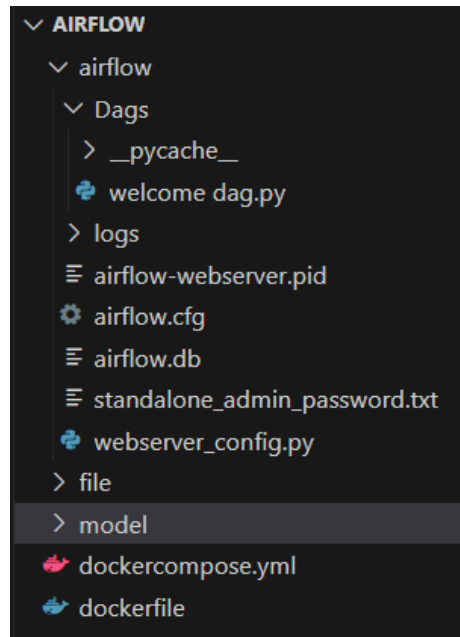 AIRFLOW
airflow
Dags
__pycache__
welcome dag.py
logs
airflow-webserver.pid
airflow.cfg
airflow.db
standalone_admin_password.txt
webserver_config.py
file
model
dockercompose.yml
dockerfile